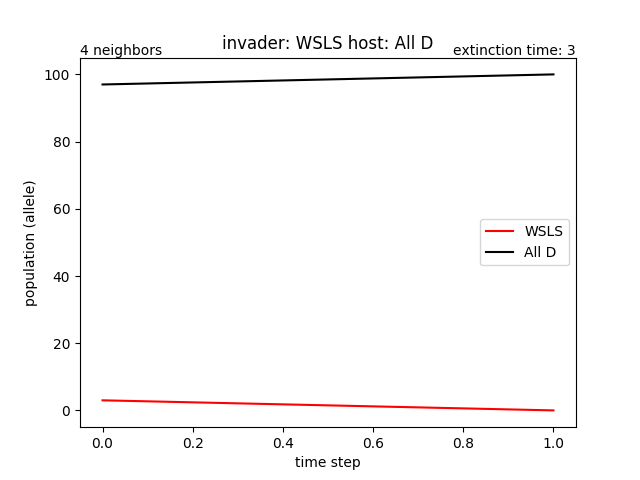 4 neighbors
invader: WSLS host: All D
extinction time: 3
100
80
60
40
20
0
population (allele)
WSLS
All D
0.0
0.2
0.4
0.6
0.8
1.0
time step